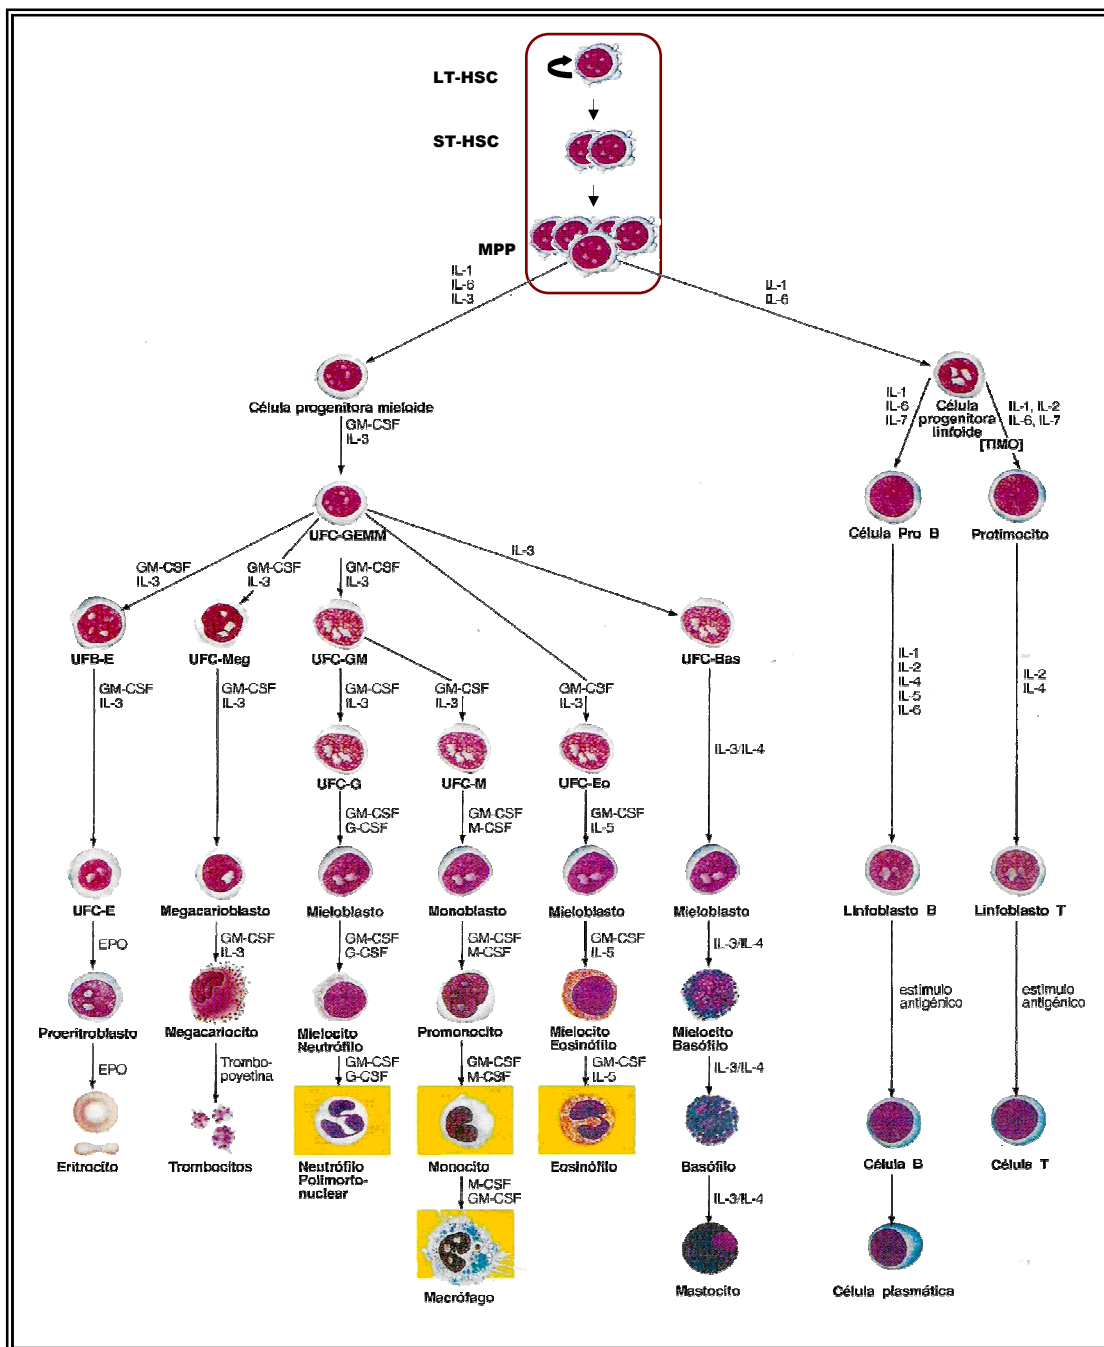 LT-HSC
ST-HSC
MPP
IL-1
IL-6
IL-3
IL-1
IL-6
Célula progenitora mieloide
GM-CSF
IL-3
IL-1
IL-6
IL-7
Célula
progenitora
linfoide
IL-1, IL-2
IL-6, IL-7
[TIMO]
UFC-GEMM
Célula Pro B
Protimocito
GM-CSF
IL-3
GM-CSF
IL-3
GM-CSF
IL-3
IL-3
UFB-E
UFC-Meg
UFC-GM
UFC-Bas
GM-CSF
IL-3
GM-CSF
IL-3
GM-CSF
IL-3
GM-CSF
IL-3
GM-CSF
IL-3
IL-3/IL-4
IL-1
IL-2
IL-4
IL-5
IL-6
IL-2
IL-4
UFC-G
UFC-M
UFC-Eo
GM-CSF
G-CSF
GM-CSF
M-CSF
GM-CSF
IL-5
UFC-E
Megacarioblasto
Mieloblasto
Monoblasto
Mieloblasto
Mieloblasto
Linfoblasto B
Linfoblasto T
EPO
GM-CSF
IL-3
GM-CSF
G-CSF
GM-CSF
M-CSF
GM-CSF
IL-5
IL-3/IL-4
estimulo
antigénico
estimulo
antigénico
Proeritroblasto
Megacariocito
Mielocito
Neutrófilo
Promonocito
Mielocito
Eosinófilo
Mielocito
Basófilo
EPO
Trombo-
poyetina
GM-CSF
G-CSF
GM-CSF
M-CSF
GM-CSF
IL-5
IL-3/IL-4
Eritrocito
Trombocitos
Neutrófilo
Polimorfo-
nuclear
Monocito
Eosinófilo
Basófilo
Célula B
Célula T
M-CSF
GM-CSF
IL-3/IL-4
Macrófago
Mastocito
Célula plasmática